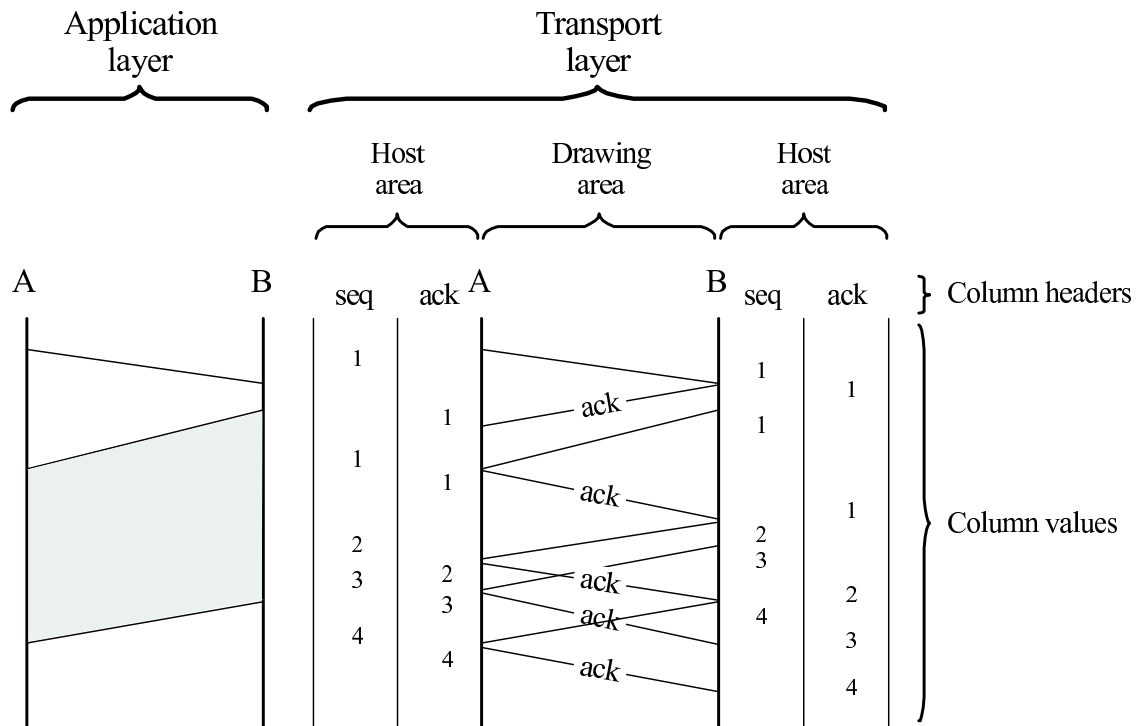 Application
layer
Transport
layer
Host
area
Drawing
area
Host
area
A
B
seq
ack
A
B
seq
ack
Column headers
1
1
1
ack
1
1
1
1
ack
1
1
2
2
3
3
2
ack
2
3
ack
4
4
3
4
ack
4
Column values